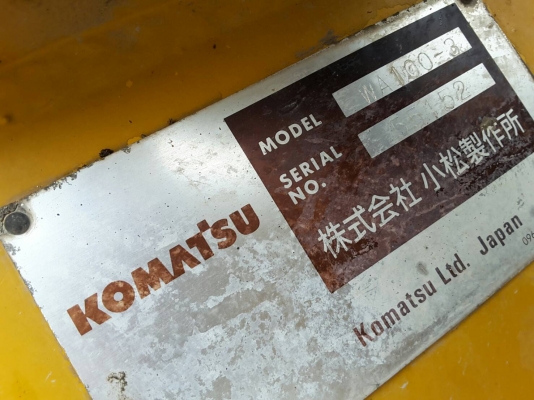 KOMATSU
MODEL WA100-3
SERIAL NO.
株式会社 小松製作所
Komatsu Ltd. Japan